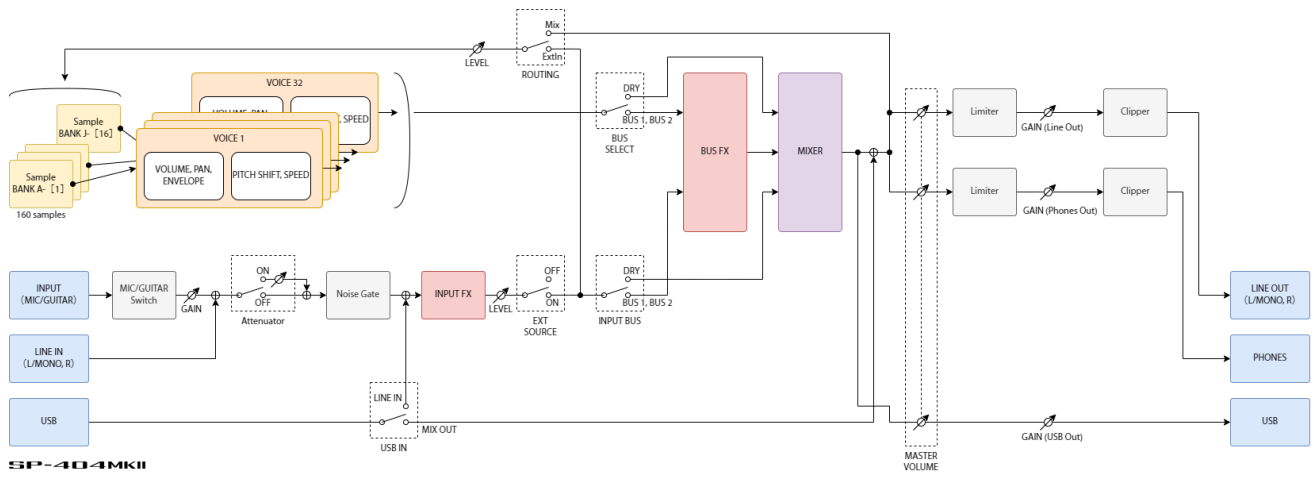 Mix
ExtIn
LEVEL
ROUTING
VOICE 32
VOLUME, PAN,
SPEED
Sample
BANK J-［16］
VOICE 1
VOLUME, PAN,
ENVELOPE
PITCH SHIFT, SPEED
Sample
BANK A-［1］
160 samples
DRY
BUS 1, BUS 2
BUS
SELECT
BUS FX
MIXER
Limiter
GAIN (Line Out)
Clipper
Limiter
GAIN (Phones Out)
Clipper
INPUT
（MIC/GUITAR）
MIC/GUITAR
Switch
GAIN
ON
OFF
Attenuator
Noise Gate
INPUT FX
LEVEL
OFF
ON
EXT
SOURCE
DRY
BUS 1, BUS 2
INPUT BUS
LINE OUT
（L/MONO, R）
LINE IN
（L/MONO, R）
PHONES
USB
LINE IN
MIX OUT
USB IN
GAIN (USB Out)
USB
MASTER
VOLUME
SP-404MKII